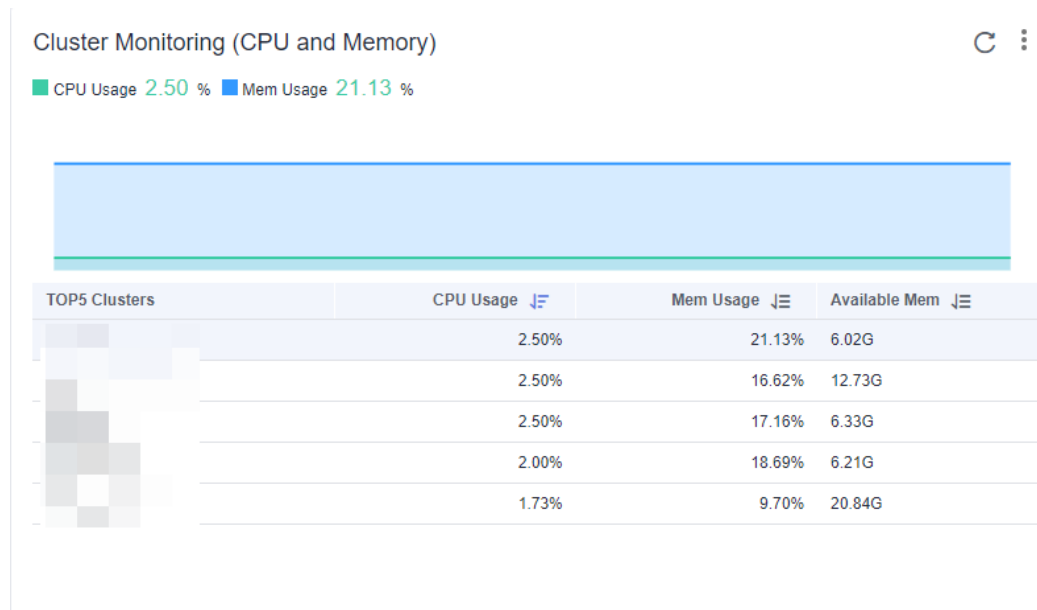 Cluster Monitoring (CPU and Memory)
CPU Usage 2.50 % Mem Usage 21.13 %
TOP5 Clusters CPU Usage Mem Usage Available Mem
2.50% 21.13% 6.02G
2.50% 16.62% 12.73G
2.50% 17.16% 6.33G
2.00% 18.69% 6.21G
1.73% 9.70% 20.84G